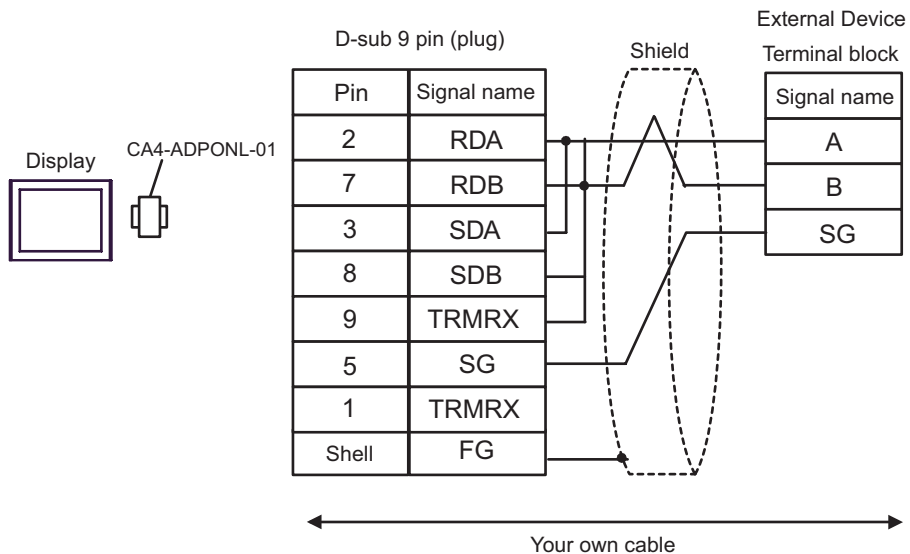 External Device
D-sub 9 pin (plug)
Shield
Terminal block
Pin Signal name
Signal name
2 RDA
A
CA4-ADPONL-01
Display
7 RDB
B
3 SDA
SG
8 SDB
9 TRMRX
5 SG
1 TRMRX
Shell FG
Your own cable